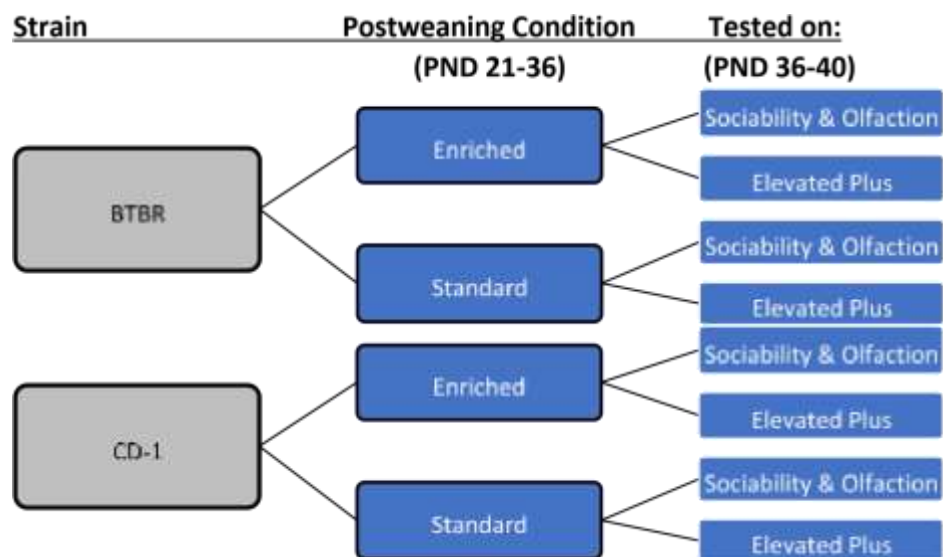 Strain Postweaning Condition Tested on:
(PND 21-36) (PND 36-40)
Sociability & Olfaction
Enriched
Elevated Plus
BTBR
Sociability & Olfaction
Standard
Elevated Plus
Sociability & Olfaction
Enriched
Elevated Plus
CD-1
Sociability & Olfaction
Standard
Elevated Plus